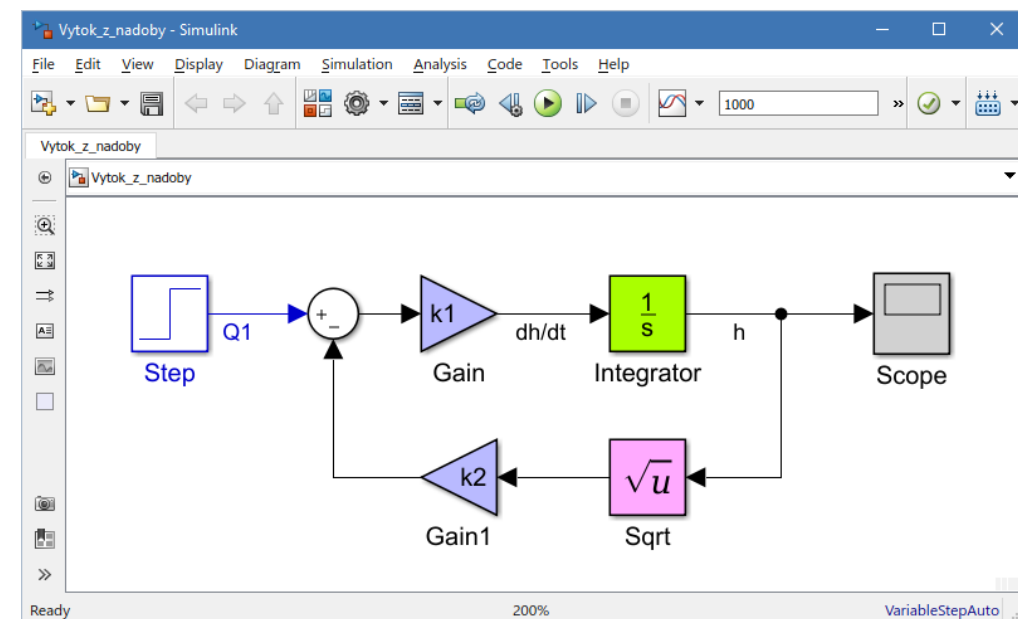 Vytok_z_nadoby - Simulink
File Edit View Display Diagram Simulation Analysis Code Tools Help
1000 »
Vytok_z_nadoby
Vytok_z_nadoby
+
_
k1
1
s
Q1
dh/dt
h
Step
Gain
Integrator
Scope
k2
√u
Gain1
Sqrt
Ready 200% VariableStepAuto